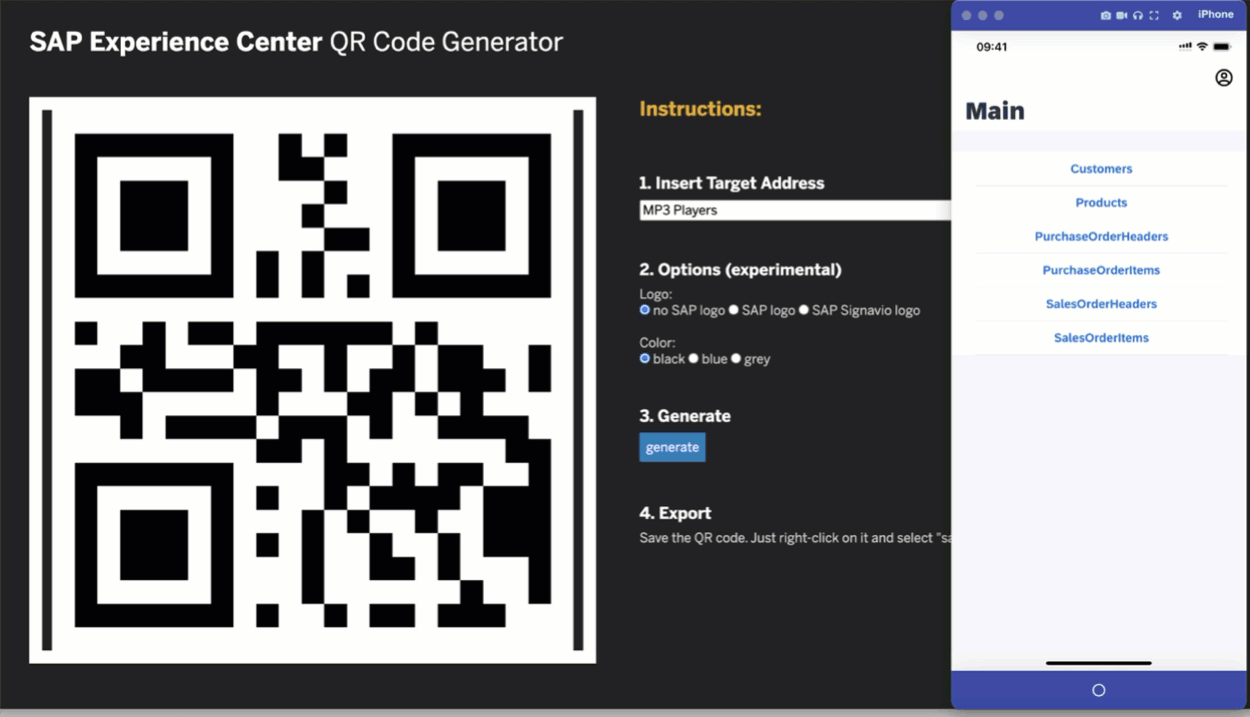 SAP Experience Center QR Code Generator
Instructions:
1. Insert Target Address
MP3 Players
2. Options (experimental)
Logo:
no SAP logo SAP logo SAP Signavio logo
Color:
black blue grey
3. Generate
generate
4. Export
Save the QR code. Just right-click on it and select "sa
iPhone
09:41
Main
Customers
Products
PurchaseOrderHeaders
PurchaseOrderItems
SalesOrderHeaders
SalesOrderItems